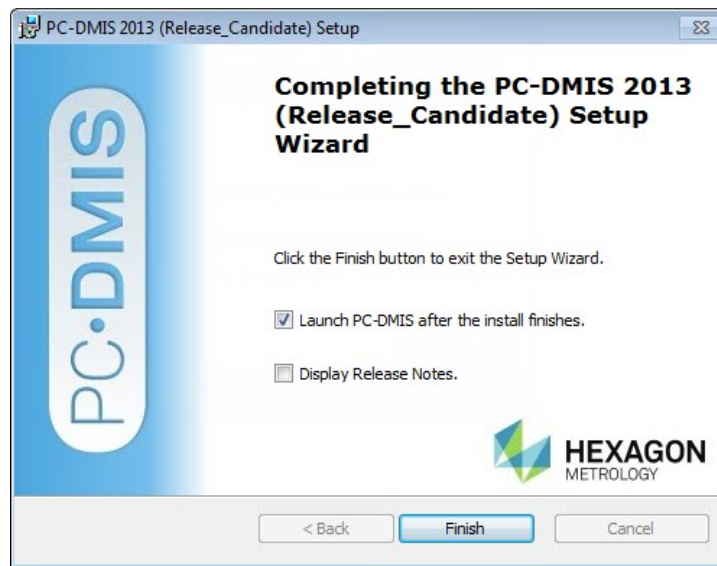 PC-DMIS 2013 (Release_Candidate) Setup
PC•DMIS
Completing the PC-DMIS 2013
(Release_Candidate) Setup
Wizard
Click the Finish button to exit the Setup Wizard.
Launch PC-DMIS after the install finishes.
Display Release Notes.
HEXAGON
METROLOGY
< Back
Finish
Cancel